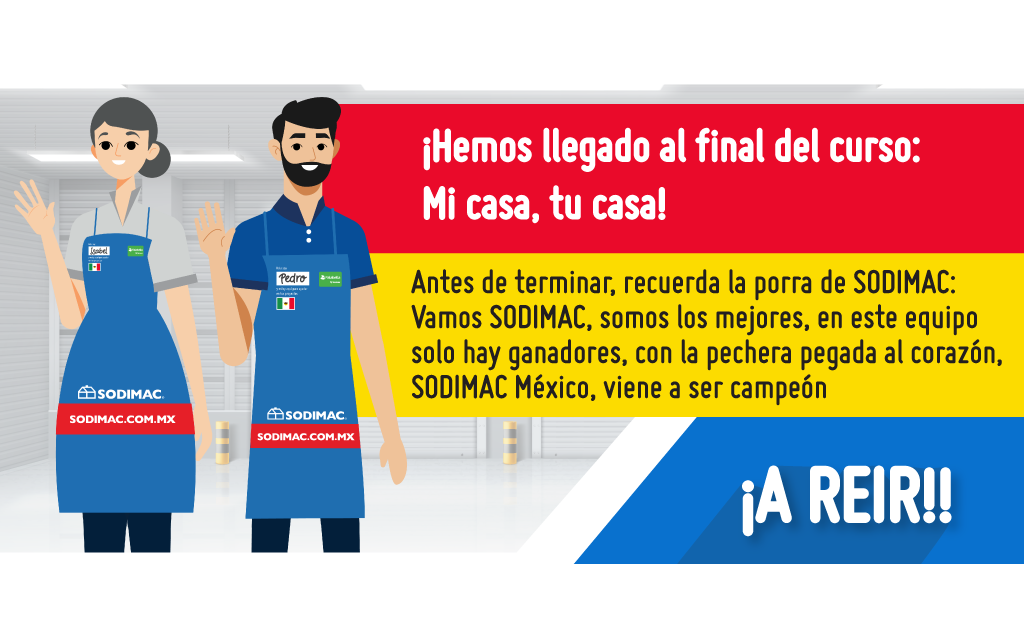 ¡Hemos llegado al final del curso:
Mi casa, tu casa!
Antes de terminar, recuerda la porra de SODIMAC:
Vamos SODIMAC, somos los mejores, en este equipo
solo hay ganadores, con la pechera pegada al corazón,
SODIMAC México, viene a ser campeón
¡A REIR!!
Isabel
SODIMAC
SODIMAC.COM.MX
Pedro
SODIMAC
SODIMAC.COM.MX